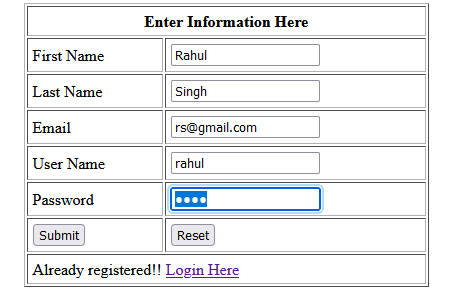 Enter Information Here
First Name Rahul
Last Name Singh
Email rs@gmail.com
User Name rahul
Password ••••
Submit Reset
Already registered!! Login Here